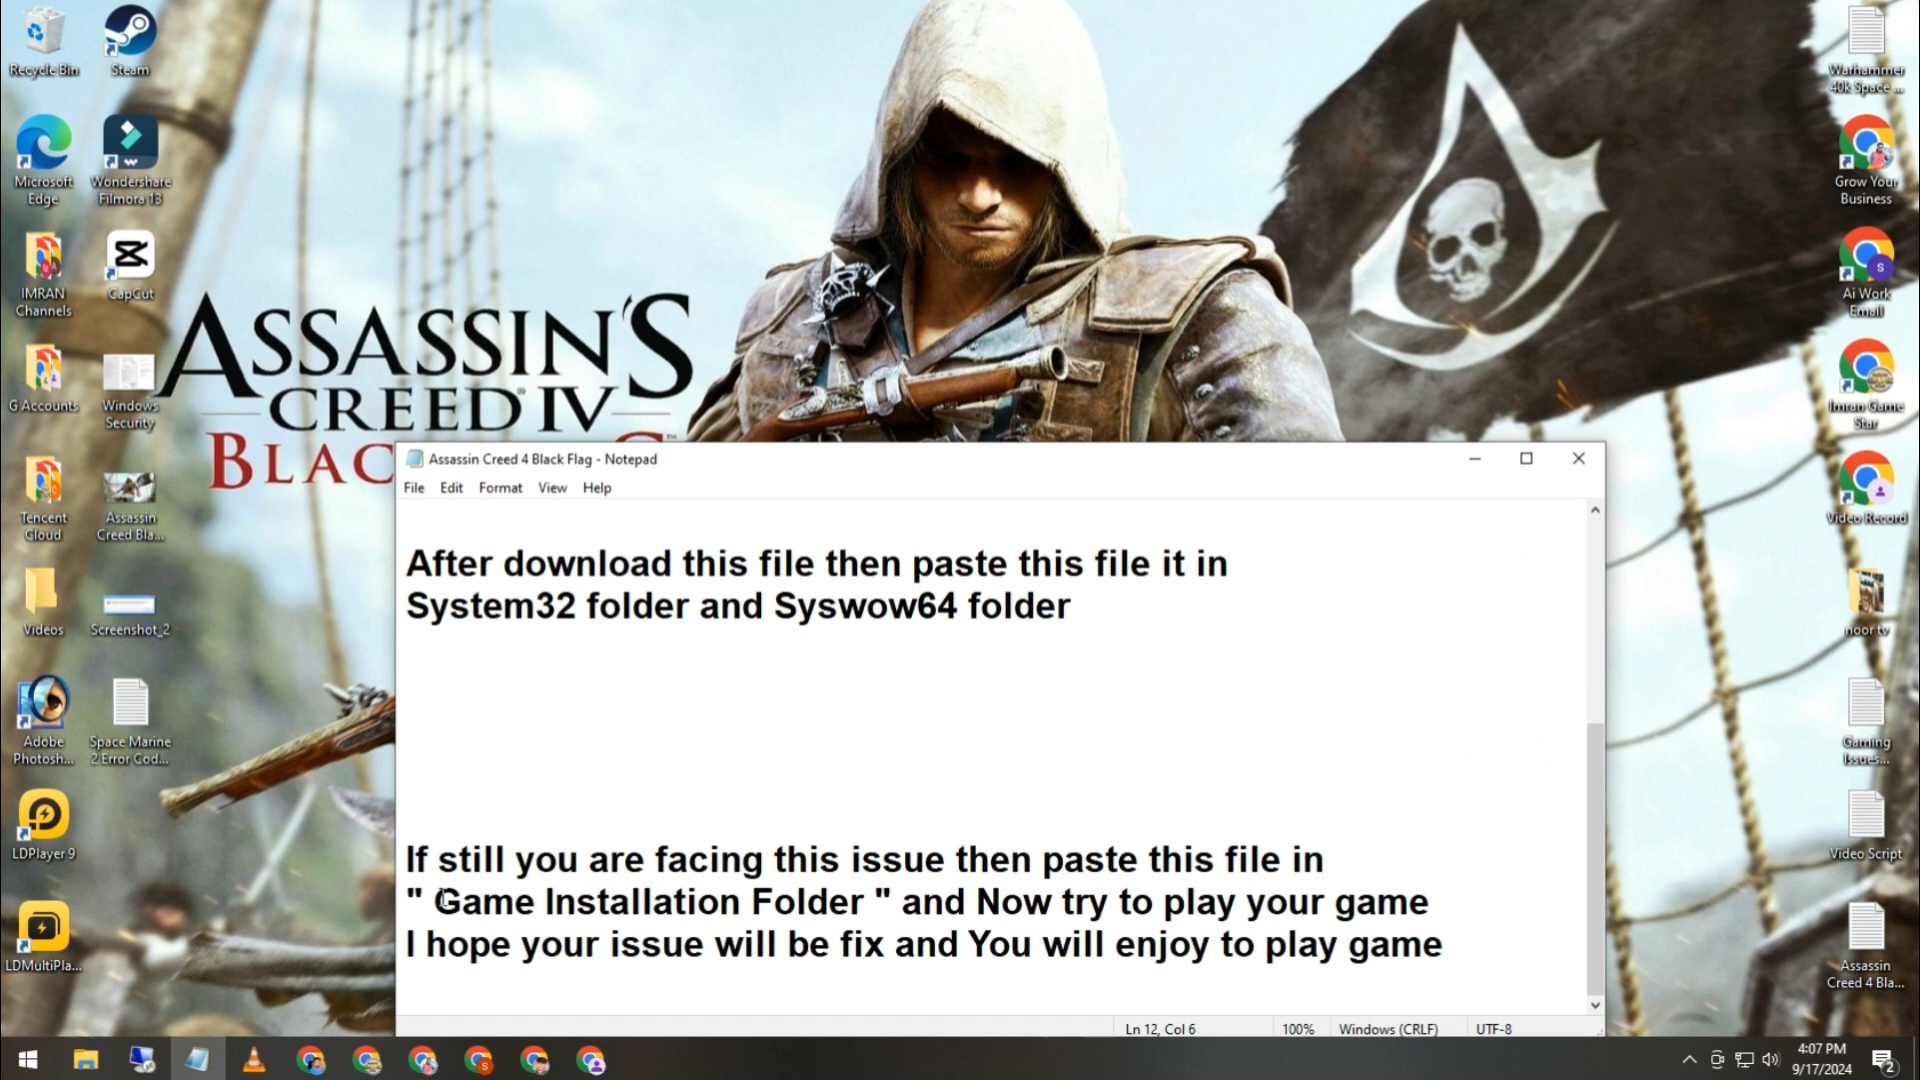 Recycle Bin
Steam
Microsoft
Edge
Wondershare
Filmora 13
IMRAN
Channels
CapCut
G Accounts
Windows
Security
Tencent
Cloud
Assassin
Creed Bla...
Videos
Screenshot_2
Adobe
Photosh...
Space Marine
2 Error Cod...
LDPlayer 9
LDMultiPla...
ASSASSIN'S
CREED IV
BLAC
Assassin Creed 4 Black Flag - Notepad
File Edit Format View Help
After download this file then paste this file it in
System32 folder and Syswow64 folder
If still you are facing this issue then paste this file in
" Game Installation Folder " and Now try to play your game
I hope your issue will be fix and You will enjoy to play game
Ln 12, Col 6 100% Windows (CRLF) UTF-8
Warhammer
40k Space ...
Grow Your
Business
Ai Work
Email
Imran Game
Star
Video Record
noor tv
Gaming
Issues...
Video Script
Assassin
Creed 4 Bla...
4:07 PM
9/17/2024
2